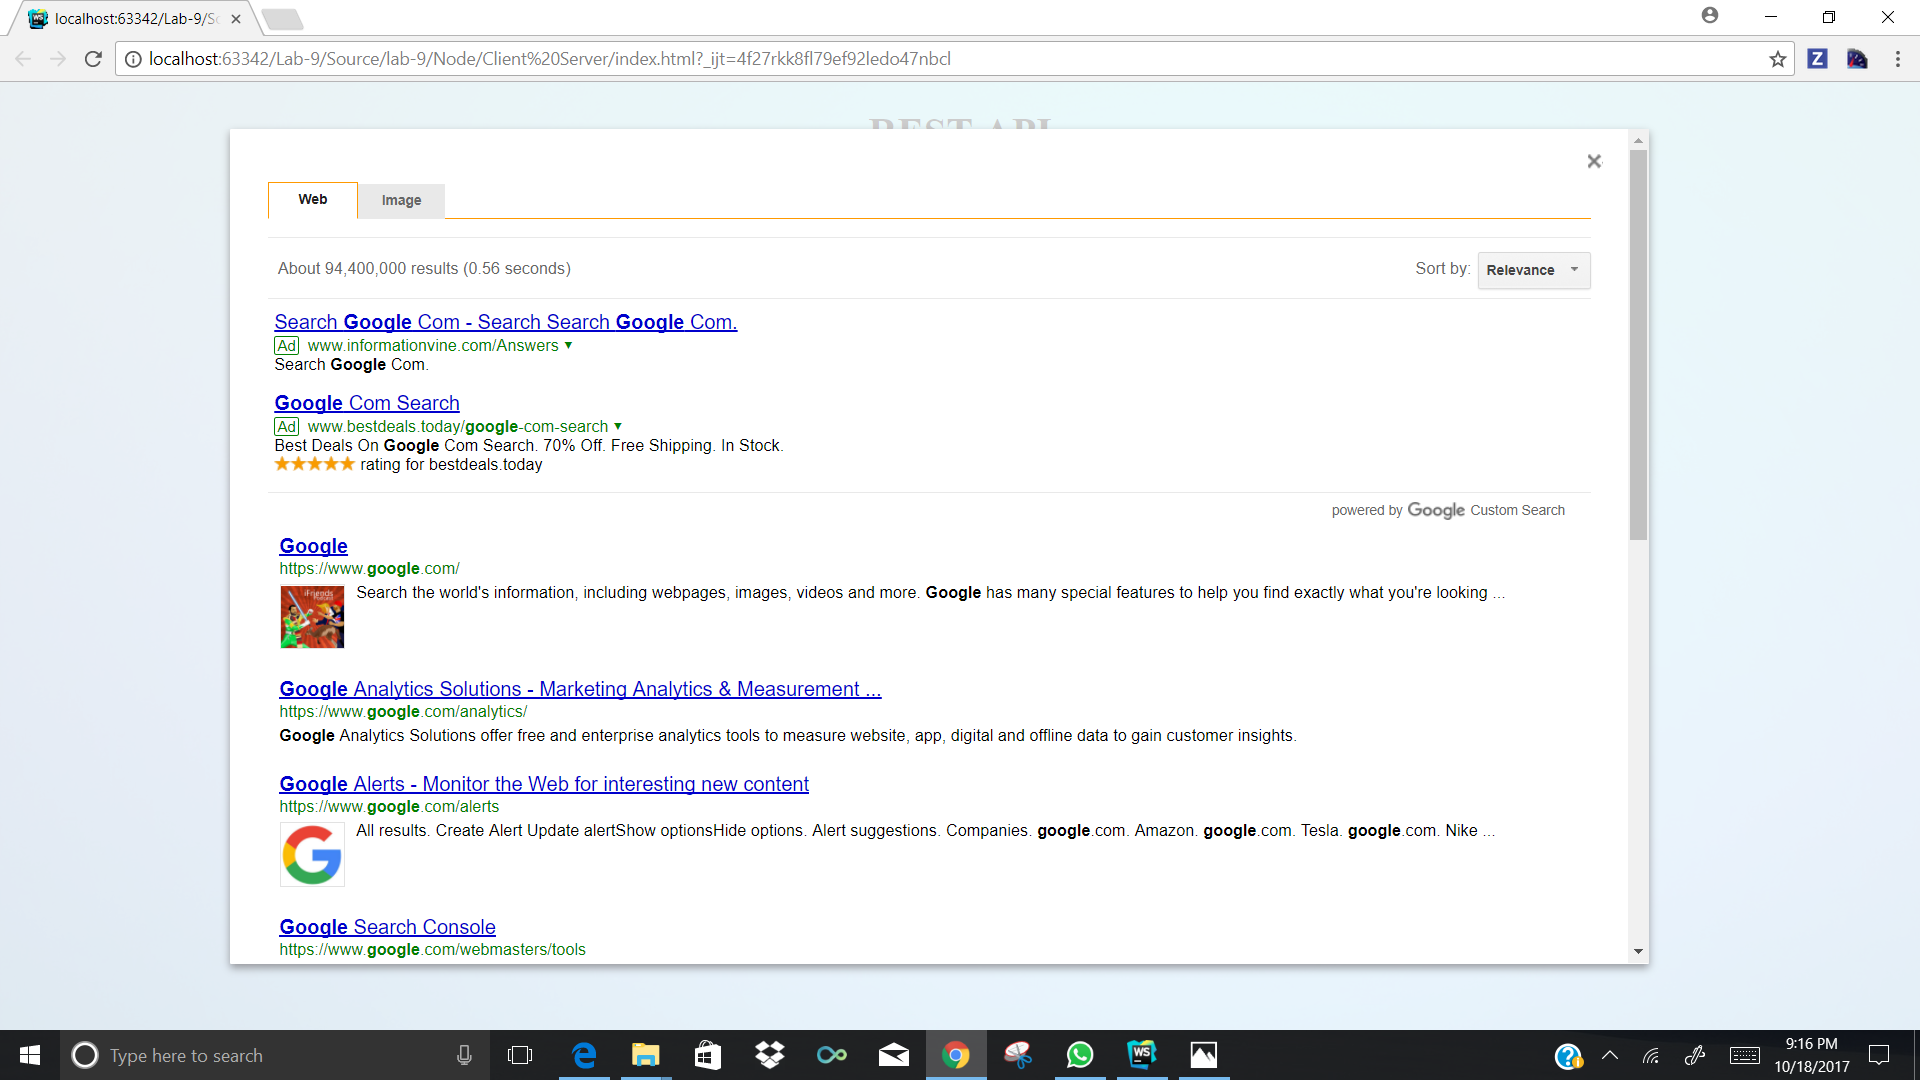 localhost:63342/Lab-9/S
localhost:63342/Lab-9/Source/lab-9/Node/Client%20Server/index.html?_ijt=4f27rkk8fl79ef92ledo47nbcl
Z
Web
Image
About 94,400,000 results (0.56 seconds)
Sort by:
Relevance
Search Google Com - Search Search Google Com.
Ad www.informationvine.com/Answers
Search Google Com.
Google Com Search
Ad www.bestdeals.today/google-com-search
Best Deals On Google Com Search. 70% Off. Free Shipping. In Stock.
rating for bestdeals.today
powered by Google Custom Search
Google
https://www.google.com/
Search the world's information, including webpages, images, videos and more. Google has many special features to help you find exactly what you're looking ...
iFriends
Google Analytics Solutions - Marketing Analytics & Measurement ...
https://www.google.com/analytics/
Google Analytics Solutions offer free and enterprise analytics tools to measure website, app, digital and offline data to gain customer insights.
Google Alerts - Monitor the Web for interesting new content
https://www.google.com/alerts
All results. Create Alert Update alertShow optionsHide options. Alert suggestions. Companies. google.com. Amazon. google.com. Tesla. google.com. Nike ...
Google Search Console
https://www.google.com/webmasters/tools
Type here to search
WS
9:16 PM
10/18/2017